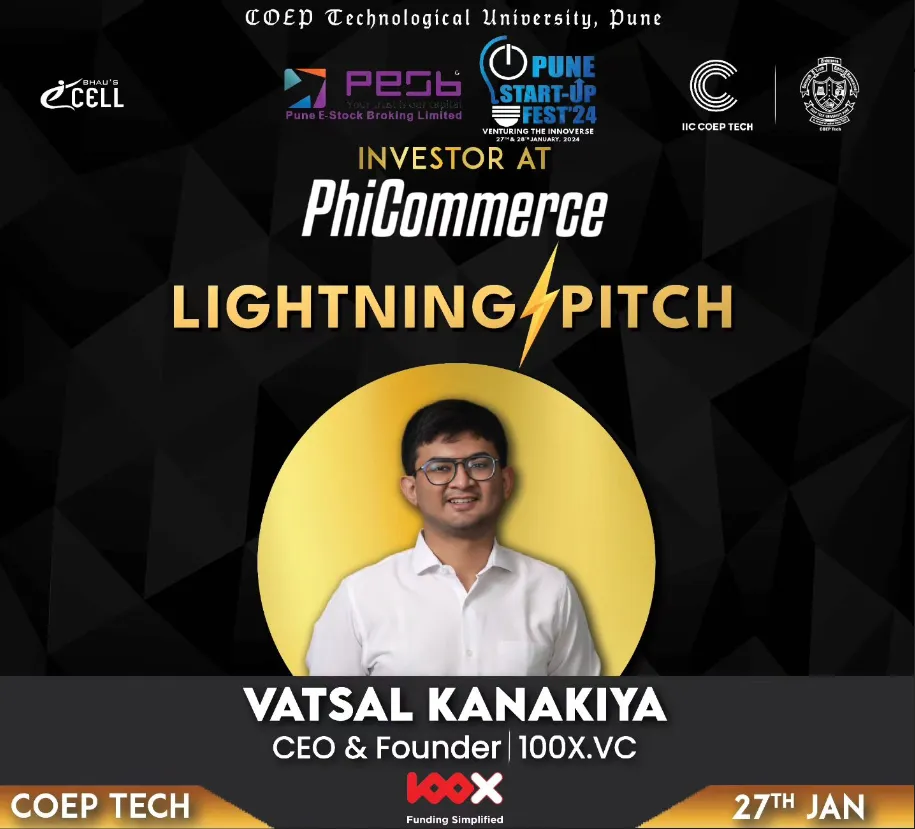 COEP Technological University, Pune
BHAU'S
CELL
PESB
Pune E-Stock Broking Limited
PUNE
START-UP
FEST'24
VENTURING THE INNOVERSE
27TH & 28TH JANUARY, 2024
IIC COEP TECH
COEP Tech
INVESTOR AT
PhiCommerce
LIGHTNING PITCH
VATSAL KANAKIYA
CEO & Founder | 100X.VC
100X
Funding Simplified
COEP TECH
27TH JAN